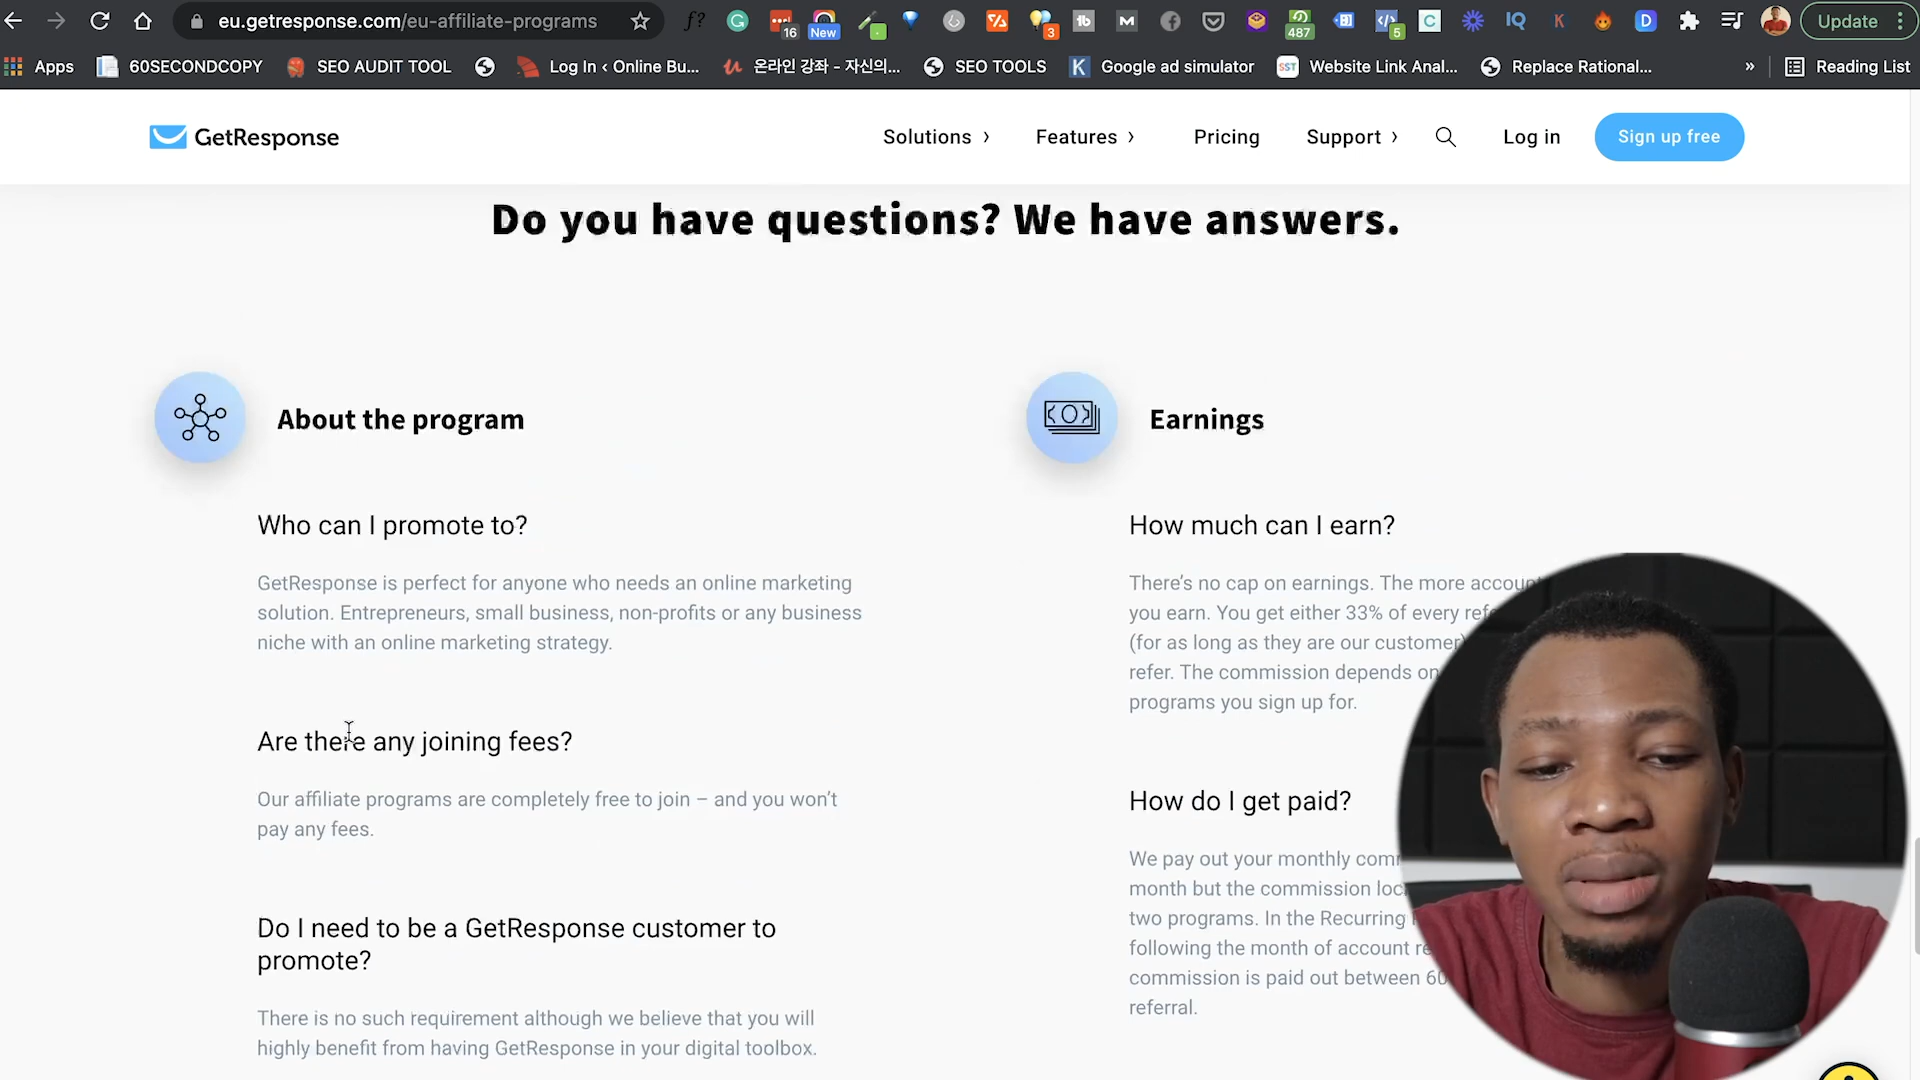 eu.getresponse.com/eu-affiliate-programs
f?
16
New
3
487
5
IQ
K
D
Update
Apps
60SECONDCOPY
SEO AUDIT TOOL
Log In ‹ Online Bu...
온라인 강좌 - 자신의...
SEO TOOLS
Google ad simulator
Website Link Anal...
Replace Rational...
»
Reading List
GetResponse
Solutions
Features
Pricing
Support
Log in
Sign up free
Do you have questions? We have answers.
About the program
Who can I promote to?
GetResponse is perfect for anyone who needs an online marketing
solution. Entrepreneurs, small business, non-profits or any business
niche with an online marketing strategy.
Are there any joining fees?
Our affiliate programs are completely free to join – and you won’t
pay any fees.
Do I need to be a GetResponse customer to
promote?
There is no such requirement although we believe that you will
highly benefit from having GetResponse in your digital toolbox.
Earnings
How much can I earn?
There’s no cap on earnings. The more
you earn. You get either 33% of every
(for as long as they are our customer)
refer. The commission depends on
programs you sign up for.
How do I get paid?
We pay out your monthly
month but the commission
two programs. In the Recurring
following the month of account
commission is paid out between 60
referral.